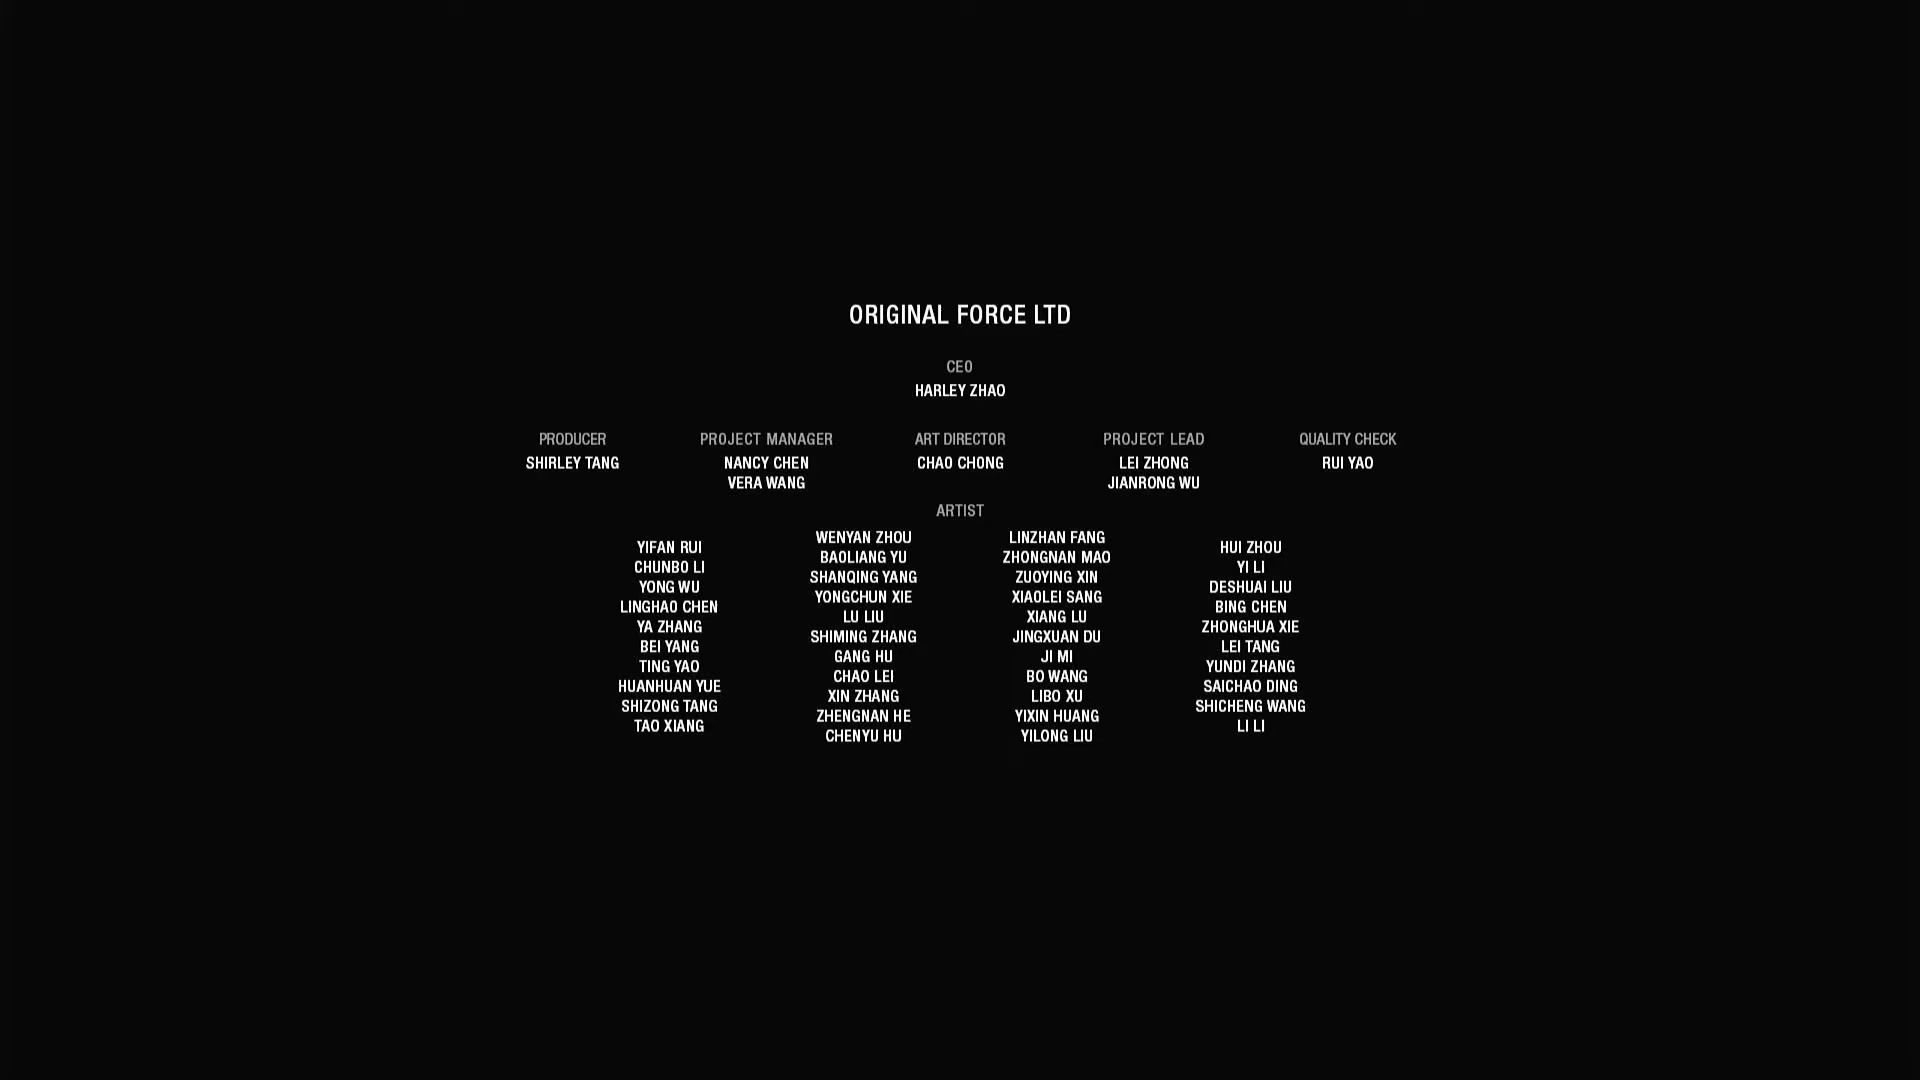 ORIGINAL FORCE LTD
CEO
HARLEY ZHAO
PRODUCER
SHIRLEY TANG
PROJECT MANAGER
NANCY CHEN
VERA WANG
ART DIRECTOR
CHAO CHONG
PROJECT LEAD
LEI ZHONG
JIANRONG WU
QUALITY CHECK
RUI YAO
ARTIST
YIFAN RUI
CHUNBO LI
YONG WU
LINGHAO CHEN
YA ZHANG
BEI YANG
TING YAO
HUANHUAN YUE
SHIZONG TANG
TAO XIANG
WENYAN ZHOU
BAOLIANG YU
SHANQING YANG
YONGCHUN XIE
LU LIU
SHIMING ZHANG
GANG HU
CHAO LEI
XIN ZHANG
ZHENGNAN HE
CHENYU HU
LINZHAN FANG
ZHONGNAN MAO
ZUOYING XIN
XIAOLEI SANG
XIANG LU
JINGXUAN DU
JI MI
BO WANG
LIBO XU
YIXIN HUANG
YILONG LIU
HUI ZHOU
YI LI
DESHUAI LIU
BING CHEN
ZHONGHUA XIE
LEI TANG
YUNDI ZHANG
SAICHAO DING
SHICHENG WANG
LI LI